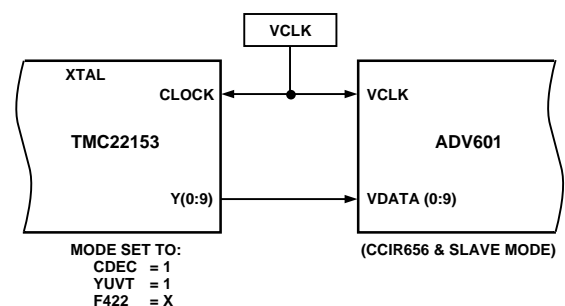 VCLK
XTAL
CLOCK
VCLK
TMC22153
ADV601
Y(0:9)
VDATA (0:9)
MODE SET TO:
CDEC = 1
YUVT = 1
F422 = X
(CCIR656 & SLAVE MODE)